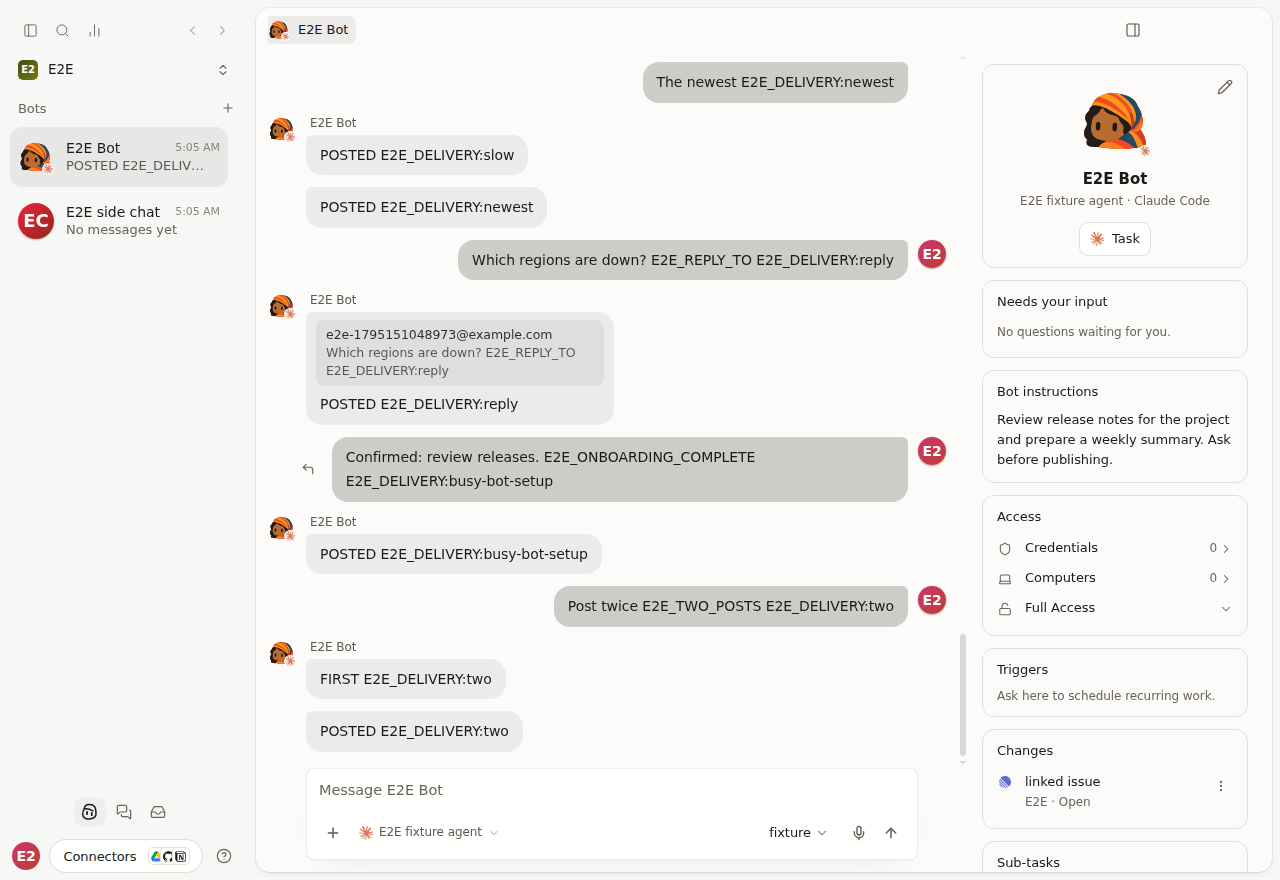 E2
E2E
Bots
E2E Bot
5:05 AM
POSTED E2E_DELIV…
EC
E2E side chat
5:05 AM
No messages yet
E2
Connectors
E2E Bot
The newest E2E_DELIVERY:newest
E2E Bot
POSTED E2E_DELIVERY:slow
POSTED E2E_DELIVERY:newest
Which regions are down? E2E_REPLY_TO E2E_DELIVERY:reply
E2
E2E Bot
e2e-1795151048973@example.com
Which regions are down? E2E_REPLY_TO
E2E_DELIVERY:reply
POSTED E2E_DELIVERY:reply
Confirmed: review releases. E2E_ONBOARDING_COMPLETE
E2E_DELIVERY:busy-bot-setup
E2
E2E Bot
POSTED E2E_DELIVERY:busy-bot-setup
Post twice E2E_TWO_POSTS E2E_DELIVERY:two
E2
E2E Bot
FIRST E2E_DELIVERY:two
POSTED E2E_DELIVERY:two
Message E2E Bot
E2E fixture agent
fixture
E2E Bot
E2E fixture agent · Claude Code
Task
Needs your input
No questions waiting for you.
Bot instructions
Review release notes for the project
and prepare a weekly summary. Ask
before publishing.
Access
Credentials
0
Computers
0
Full Access
Triggers
Ask here to schedule recurring work.
Changes
linked issue
E2E · Open
Sub-tasks